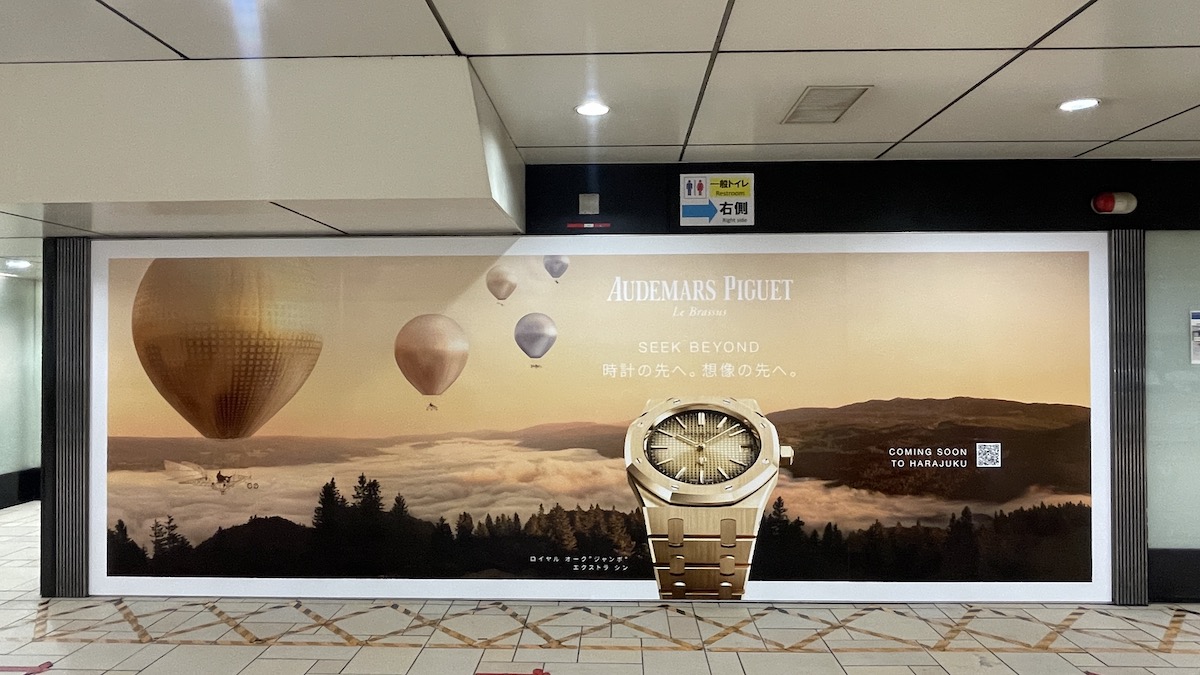 一般トイレ
Restroom
右側
Right side
AUDEMARS PIGUET
Le Brassus
SEEK BEYOND
時計の先へ。想像の先へ。
COMING SOON
TO HARAJUKU
ロイヤル オーク"ジャンボ"
エクストラ シン